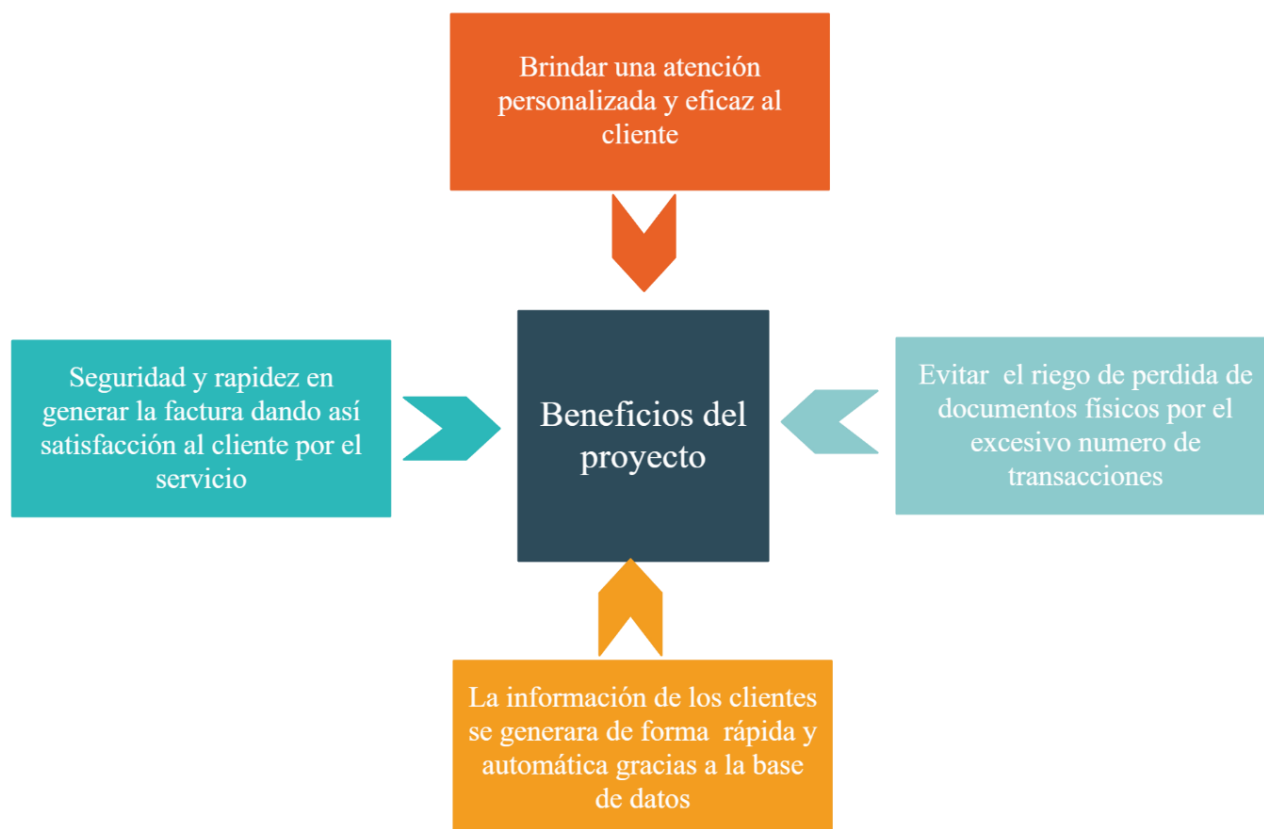 Brindar una atención
personalizada y eficaz al
cliente
Seguridad y rapidez en
generar la factura dando así
satisfacción al cliente por el
servicio
Beneficios del
proyecto
Evitar el riego de perdida de
documentos físicos por el
excesivo numero de
transacciones
La información de los clientes
se generara de forma rápida y
automática gracias a la base
de datos